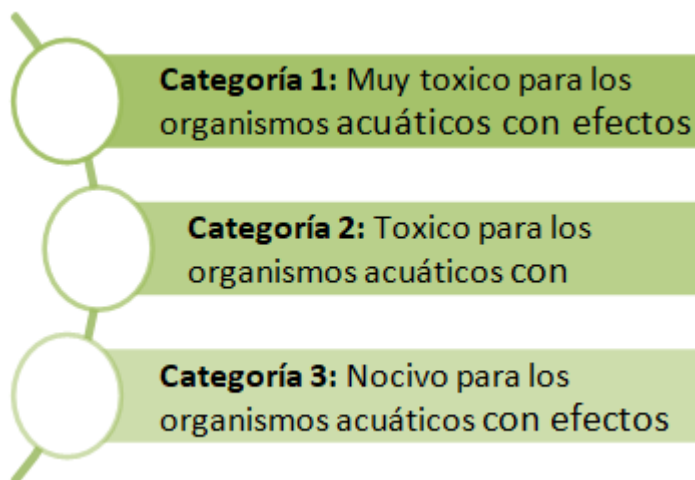 Categoría 1: Muy toxico para los
organismos acuáticos con efectos
Categoría 2: Toxico para los
organismos acuáticos con
Categoría 3: Nocivo para los
organismos acuáticos con efectos